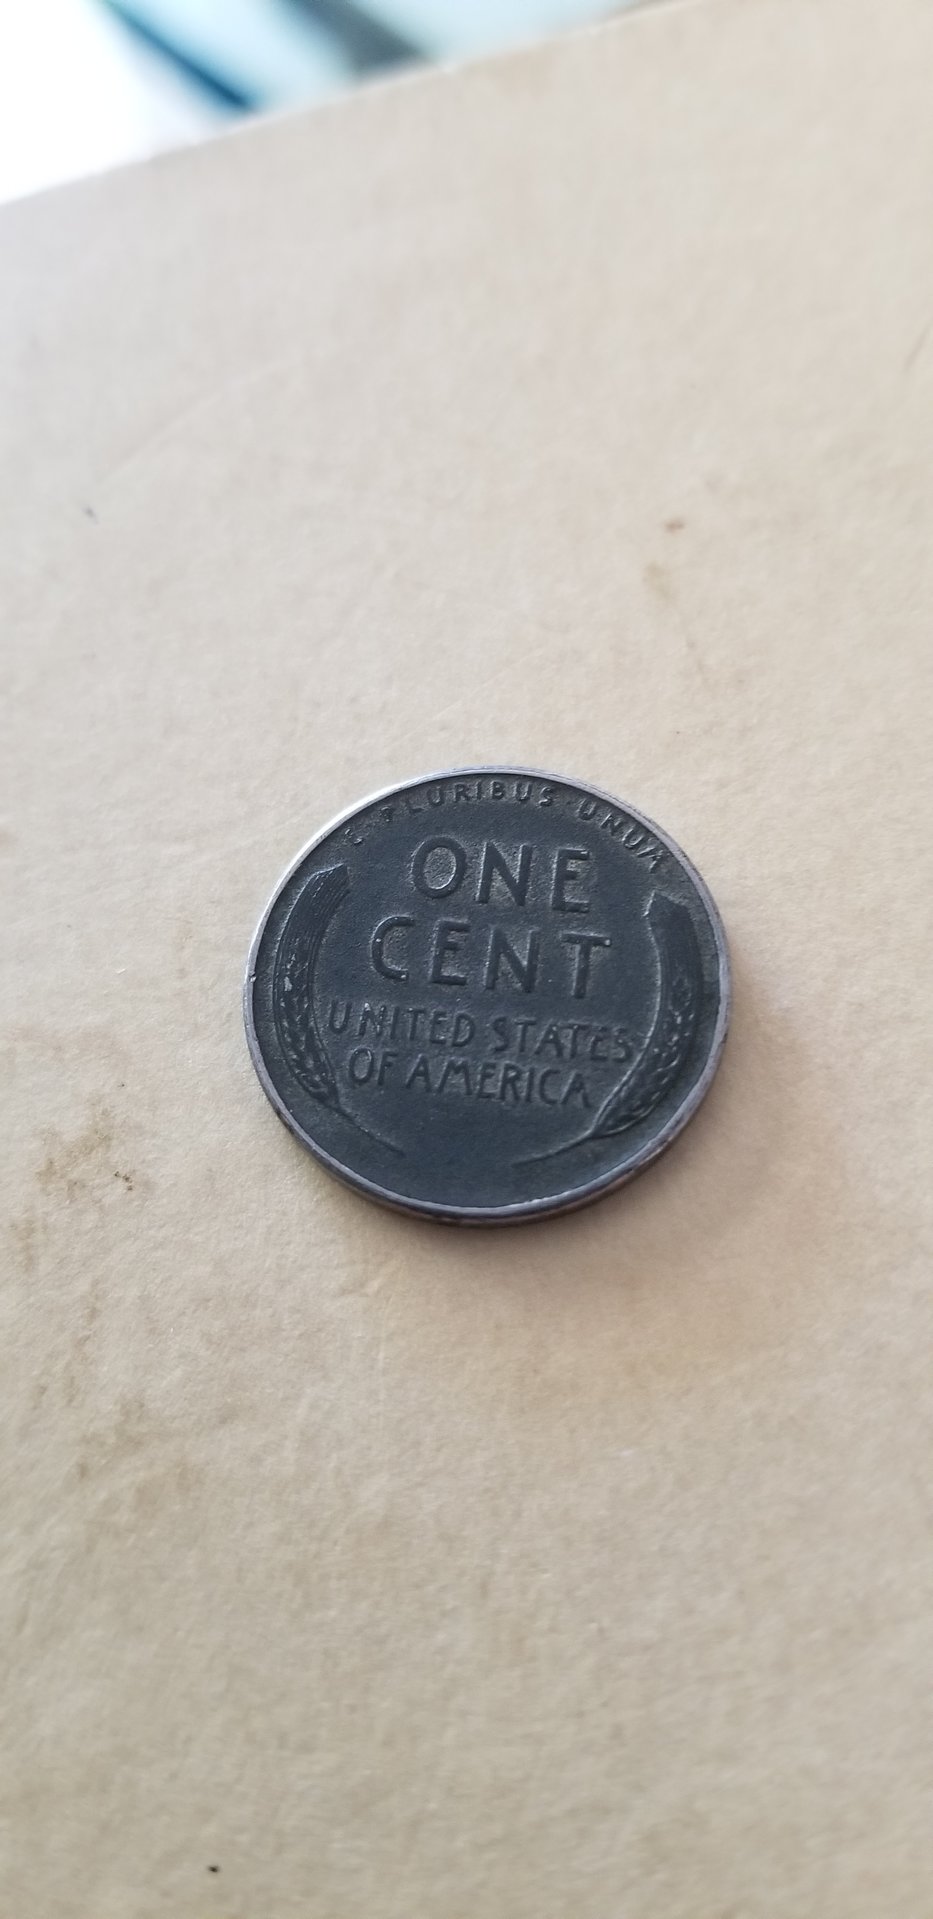 E · PLURIBUS · UNUM
ONE
CENT
UNITED STATES
OF AMERICA